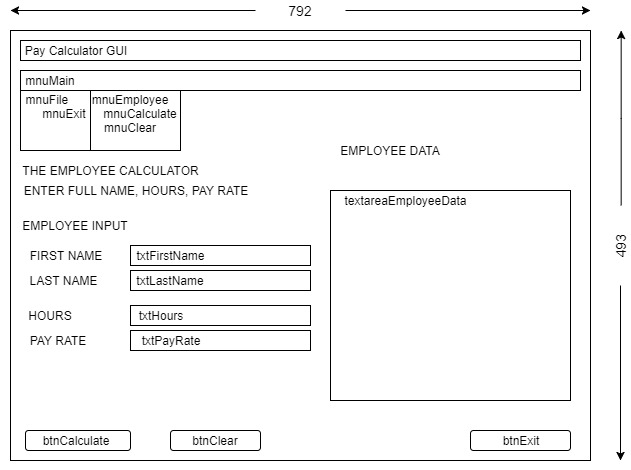 792
Pay Calculator GUI
mnuMain
mnuFile
mnuExit
mnuEmployee
mnuCalculate
mnuClear
THE EMPLOYEE CALCULATOR
ENTER FULL NAME, HOURS, PAY RATE
EMPLOYEE INPUT
FIRST NAME txtFirstName
LAST NAME txtLastName
HOURS txtHours
PAY RATE txtPayRate
EMPLOYEE DATA
textareaEmployeeData
493
btnCalculate btnClear btnExit